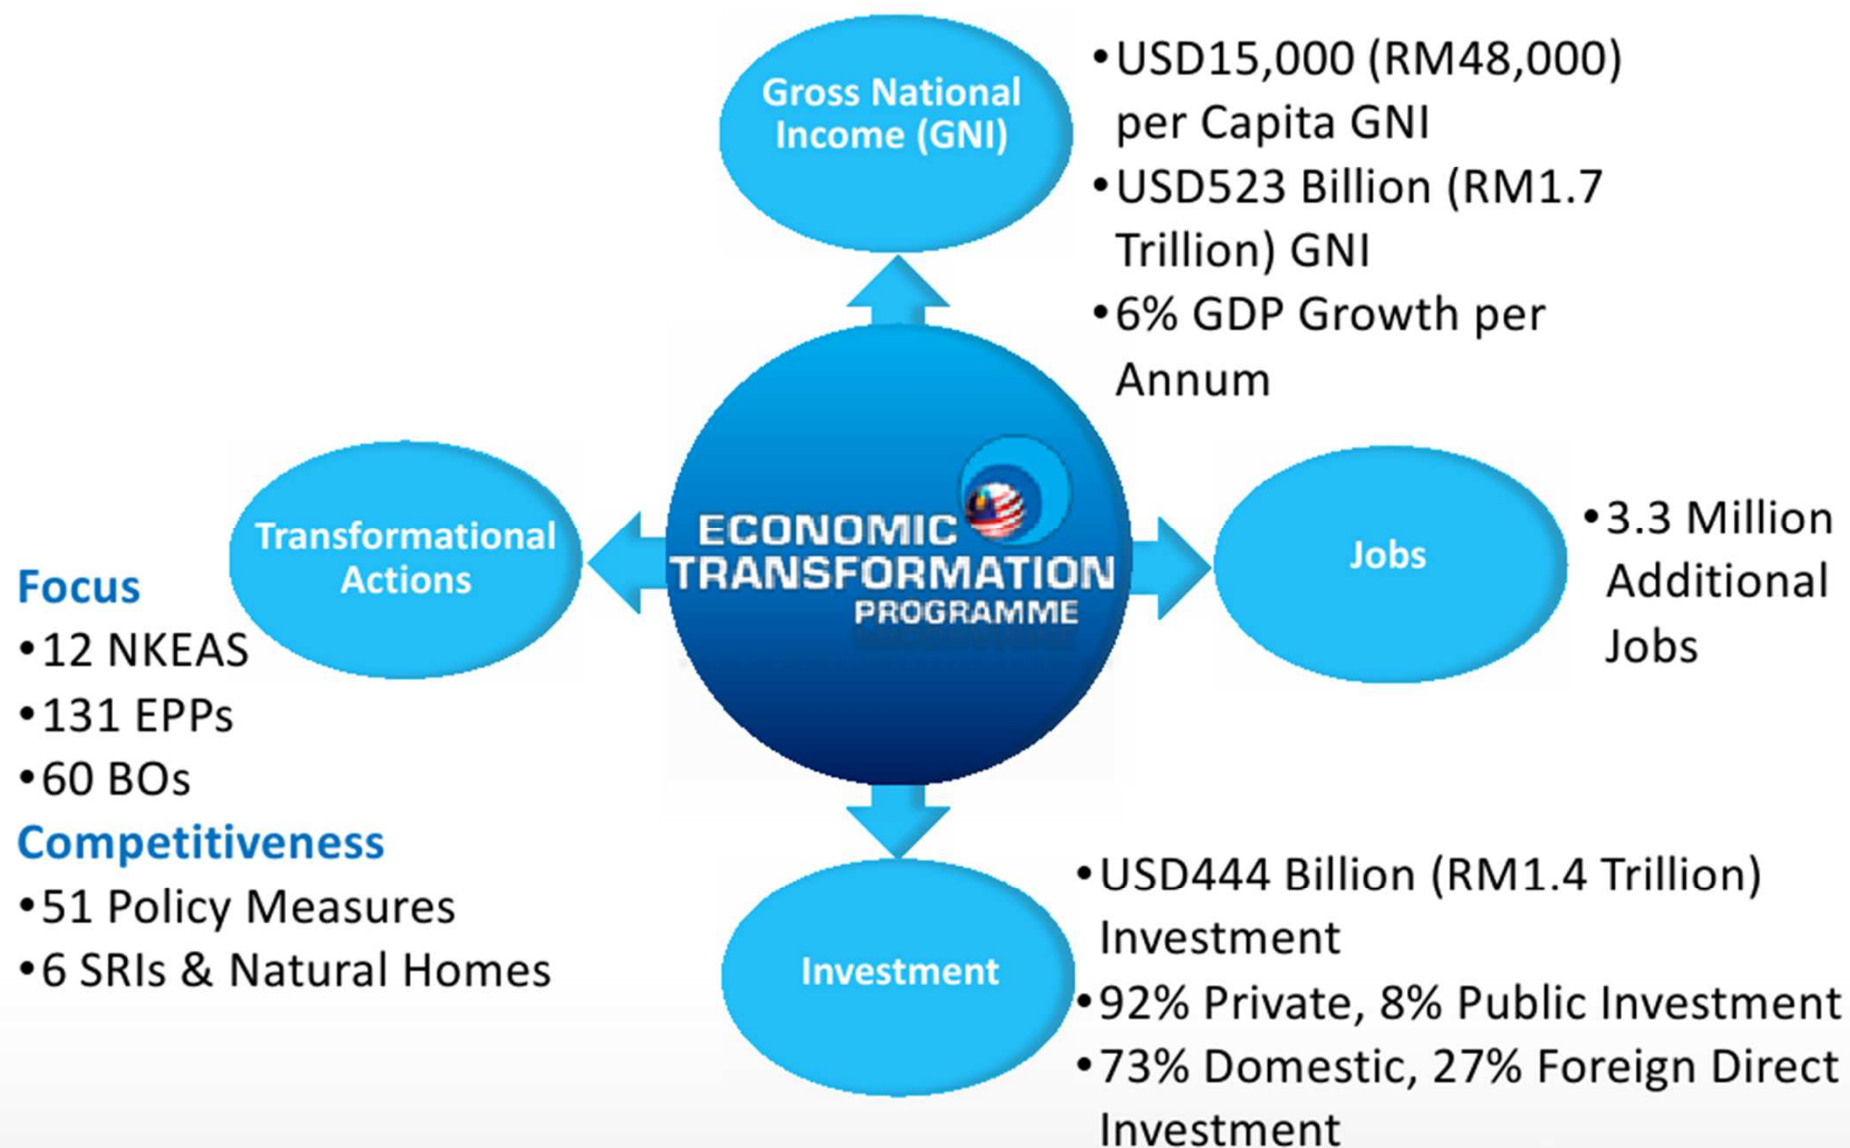 Gross National
Income (GNI)
•USD15,000 (RM48,000)
per Capita GNI
•USD523 Billion (RM1.7
Trillion) GNI
•6% GDP Growth per
Annum
Transformational
Actions
ECONOMIC
TRANSFORMATION
PROGRAMME
Jobs
•3.3 Million
Additional
Jobs
Focus
•12 NKEAS
•131 EPPs
•60 BOs
Competitiveness
•51 Policy Measures
•6 SRIs & Natural Homes
Investment
•USD444 Billion (RM1.4 Trillion)
Investment
•92% Private, 8% Public Investment
•73% Domestic, 27% Foreign Direct
Investment